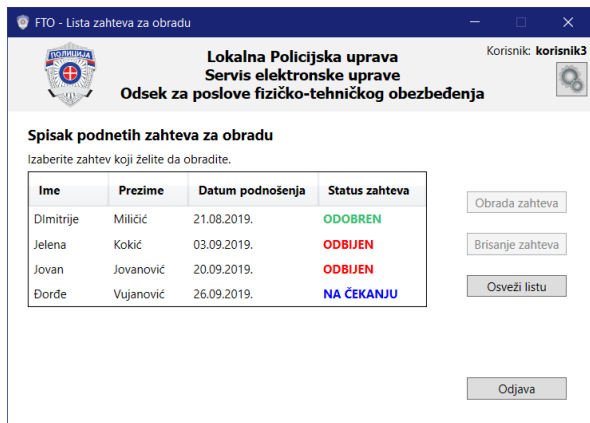 FTO - Lista zahteva za obradu
Korisnik: korisnik3
ПОЛИЦИЈА
Lokalna Policijska uprava
Servis elektronske uprave
Odsek za poslove fizičko-tehničkog obezbeđenja
Spisak podnetih zahteva za obradu
Izaberite zahtev koji želite da obradite.
Ime Prezime Datum podnošenja Status zahteva
DImitrije Miličić 21.08.2019. ODOBREN
Jelena Kokić 03.09.2019. ODBIJEN
Jovan Jovanović 20.09.2019. ODBIJEN
Đorđe Vujanović 26.09.2019. NA ČEKANJU
Obrada zahteva
Brisanje zahteva
Osveži listu
Odjava